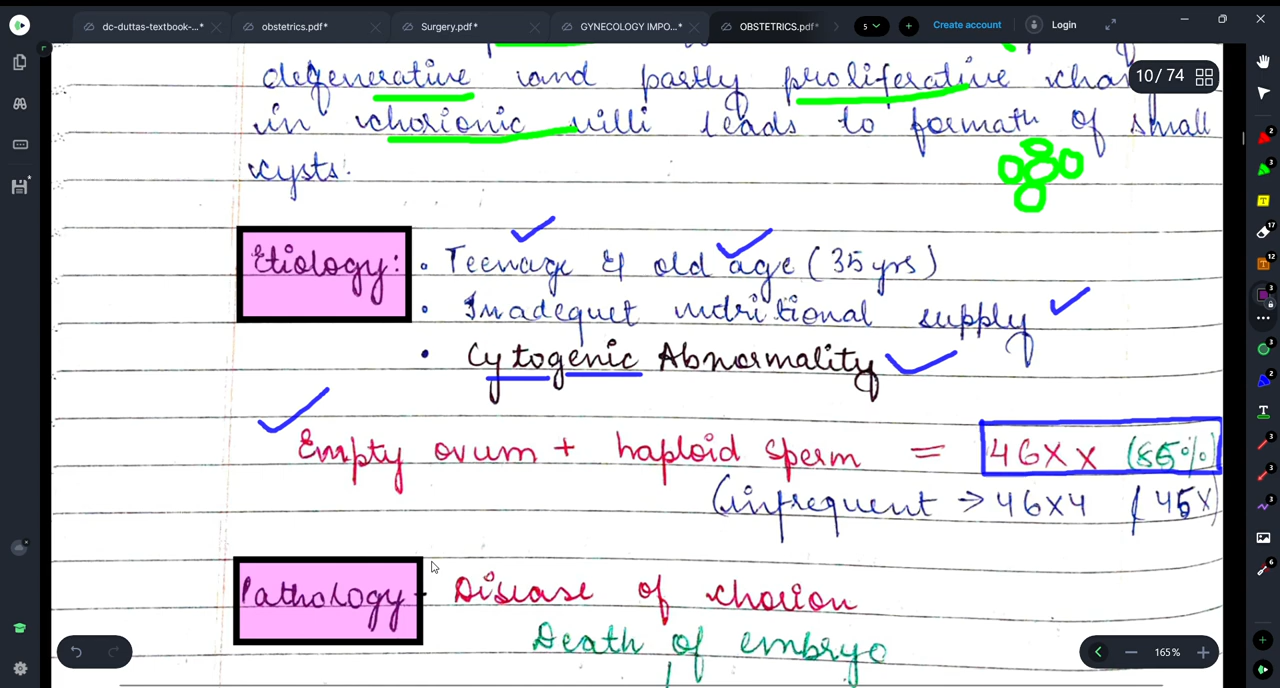 dc-duttas-textbook-...* obstetrics.pdf* Surgery.pdf* GYNECOLOGY IMPO...* OBSTETRICS.pdf* 5 Create account Login
10 / 74
degenerative and partly proliferative
in chorionic villi leads to formatn of small
cysts.
Etiology: • Teenage & old age (35 yrs)
• Inadequet nutritional supply
• Cytogenic Abnormality
Empty ovum + haploid sperm = 46XX (85%)
(infrequent → 46XY / 45X)
Pathology - Disease of chorion
Death of embryo
165%